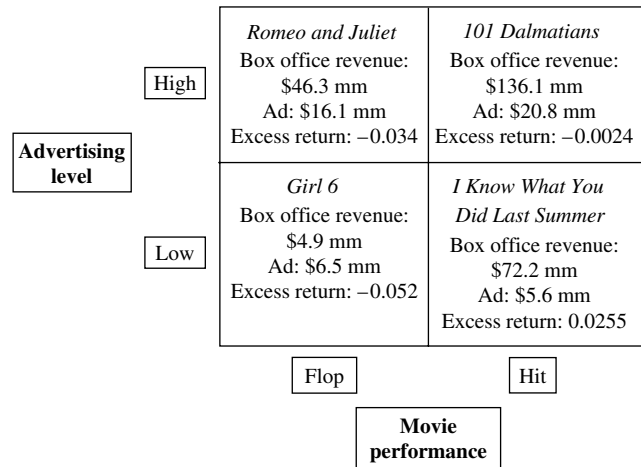 Romeo and Juliet
Box office revenue:
$46.3 mm
Ad: $16.1 mm
Excess return: −0.034
101 Dalmatians
Box office revenue:
$136.1 mm
Ad: $20.8 mm
Excess return: −0.0024
High
Advertising
level
Girl 6
Box office revenue:
$4.9 mm
Ad: $6.5 mm
Excess return: −0.052
I Know What You
Did Last Summer
Box office revenue:
$72.2 mm
Ad: $5.6 mm
Excess return: 0.0255
Low
Flop
Hit
Movie
performance